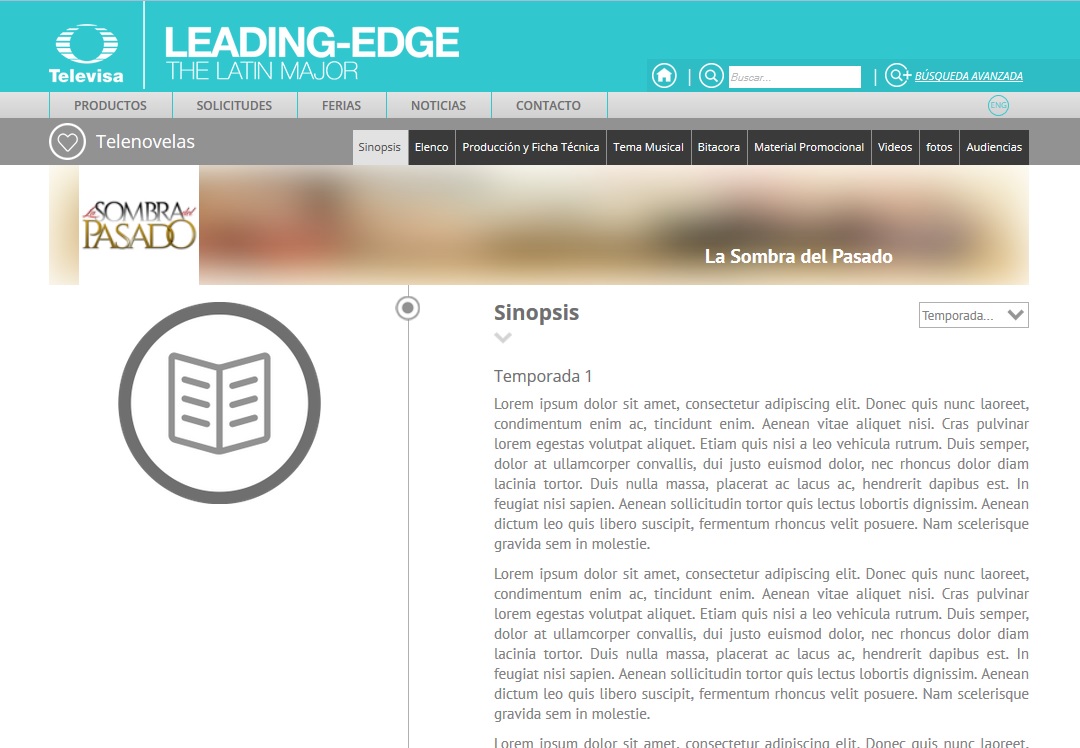 Televisa
LEADING-EDGE
THE LATIN MAJOR
Buscar...
BÚSQUEDA AVANZADA
PRODUCTOS
SOLICITUDES
FERIAS
NOTICIAS
CONTACTO
ENG
Telenovelas
Sinopsis
Elenco
Producción y Ficha Técnica
Tema Musical
Bitacora
Material Promocional
Videos
fotos
Audiencias
La SOMBRA del
PASADO
La Sombra del Pasado
Sinopsis
Temporada...
Temporada 1
Lorem ipsum dolor sit amet, consectetur adipiscing elit. Donec quis nunc laoreet,
condimentum enim ac, tincidunt enim. Aenean vitae aliquet nisi. Cras pulvinar
lorem egestas volutpat aliquet. Etiam quis nisi a leo vehicula rutrum. Duis semper,
dolor at ullamcorper convallis, dui justo euismod dolor, nec rhoncus dolor diam
lacinia tortor. Duis nulla massa, placerat ac lacus ac, hendrerit dapibus est. In
feugiat nisi sapien. Aenean sollicitudin tortor quis lectus lobortis dignissim. Aenean
dictum leo quis libero suscipit, fermentum rhoncus velit posuere. Nam scelerisque
gravida sem in molestie.
Lorem ipsum dolor sit amet, consectetur adipiscing elit. Donec quis nunc laoreet,
condimentum enim ac, tincidunt enim. Aenean vitae aliquet nisi. Cras pulvinar
lorem egestas volutpat aliquet. Etiam quis nisi a leo vehicula rutrum. Duis semper,
dolor at ullamcorper convallis, dui justo euismod dolor, nec rhoncus dolor diam
lacinia tortor. Duis nulla massa, placerat ac lacus ac, hendrerit dapibus est. In
feugiat nisi sapien. Aenean sollicitudin tortor quis lectus lobortis dignissim. Aenean
dictum leo quis libero suscipit, fermentum rhoncus velit posuere. Nam scelerisque
gravida sem in molestie.
Lorem ipsum dolor sit amet, consectetur adipiscing elit. Donec quis nunc laoreet,